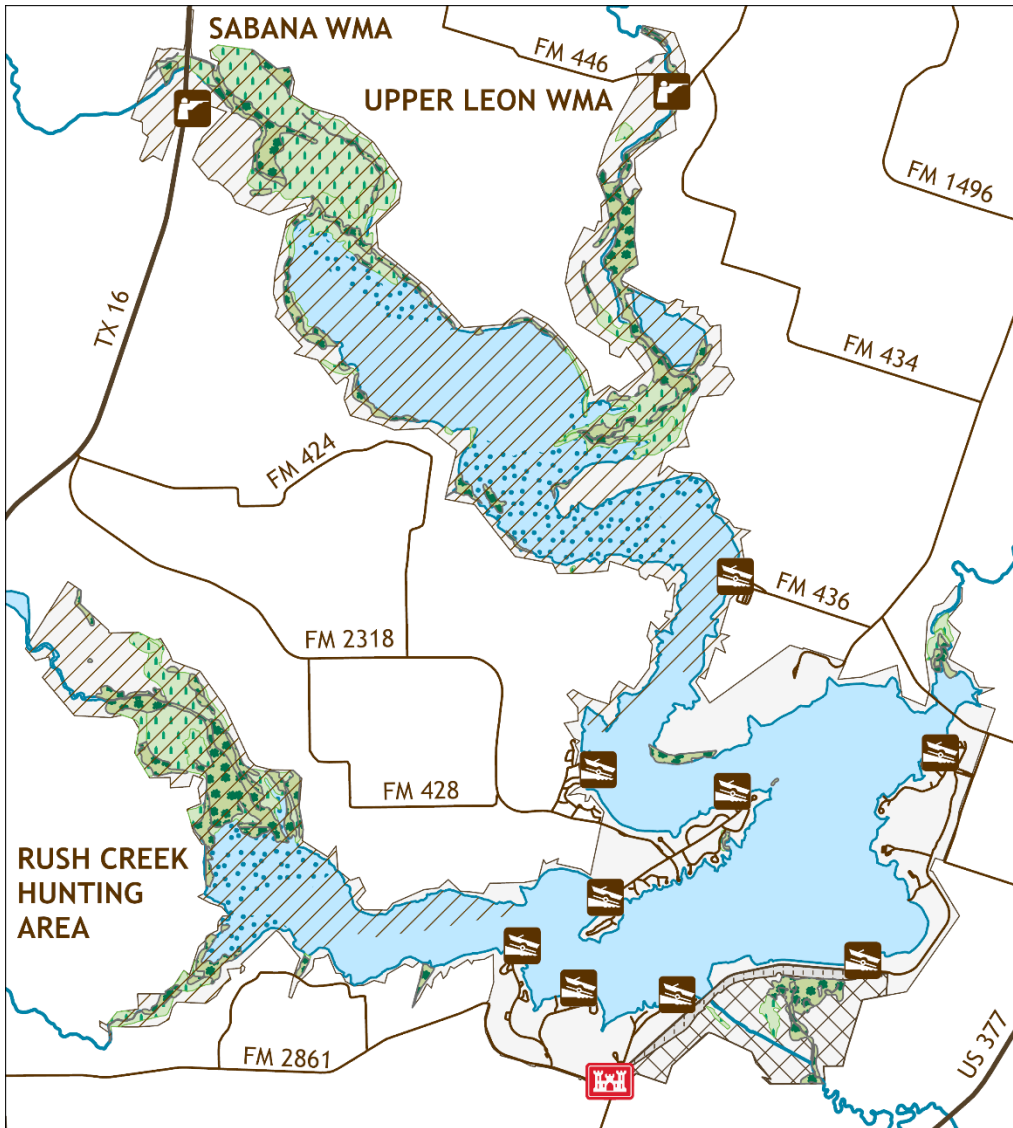 SABANA WMA
FM 446
UPPER LEON WMA
FM 1496
TX 16
FM 434
FM 424
FM 436
FM 2318
FM 428
RUSH CREEK
HUNTING
AREA
FM 2861
US 377